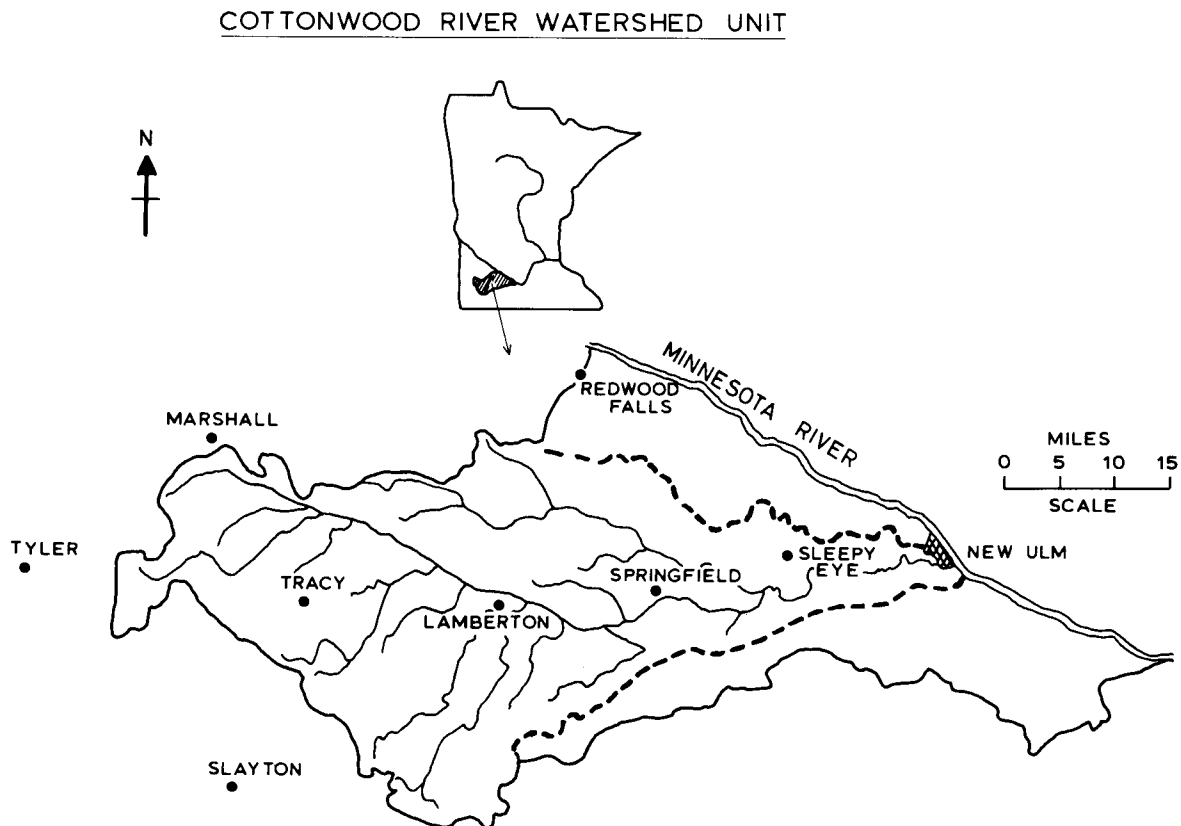 COTTONWOOD RIVER WATERSHED UNIT
N
MINNESOTA RIVER
REDWOOD
FALLS
MARSHALL
MILES
0 5 10 15
SCALE
TYLER
NEW ULM
SLEEPY
EYE
TRACY
SPRINGFIELD
LAMBERTON
SLAYTON